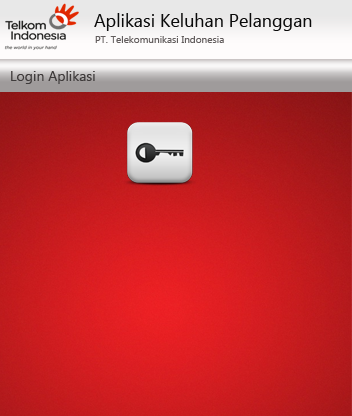 Telkom
Indonesia
the world in your hand
Aplikasi Keluhan Pelanggan
PT. Telekomunikasi Indonesia
Login Aplikasi